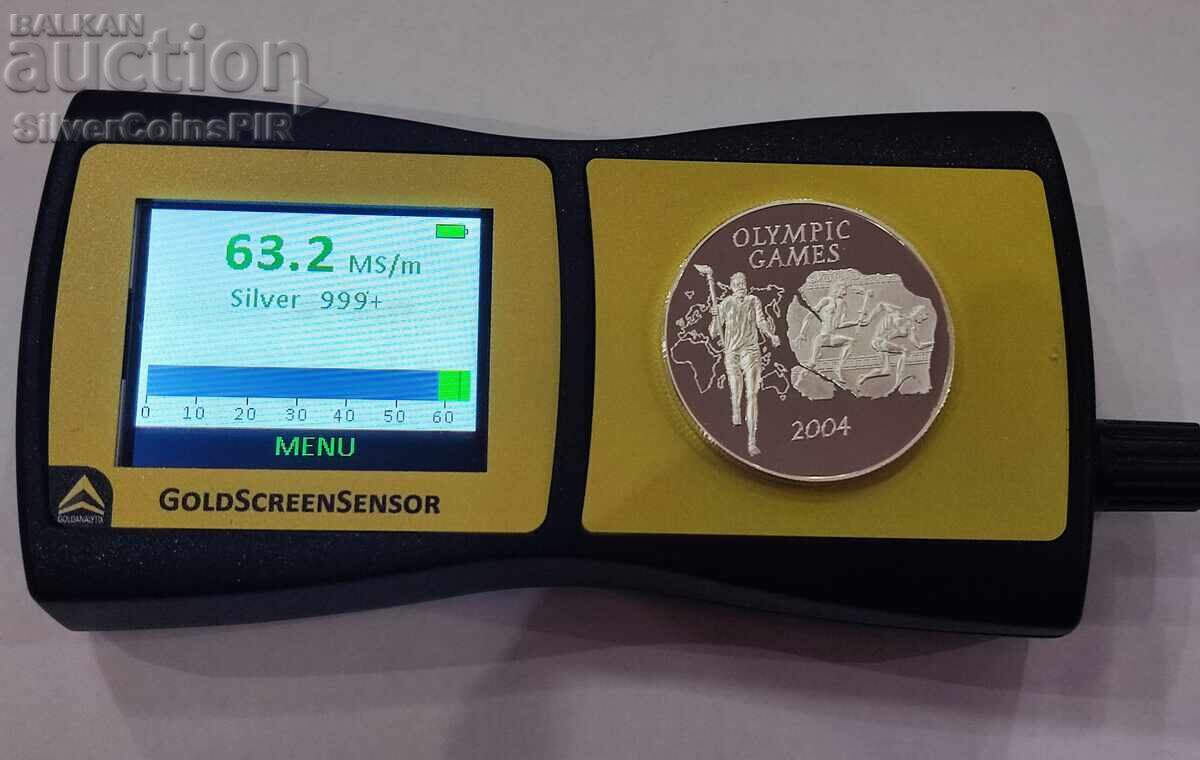 BALKAN
auction
SilverCoinsPIR
63.2 MS/m
Silver 999+
0 10 20 30 40 50 60
MENU
GOLDANALYTIX
GOLDSCREENSENSOR
OLYMPIC
GAMES
2004